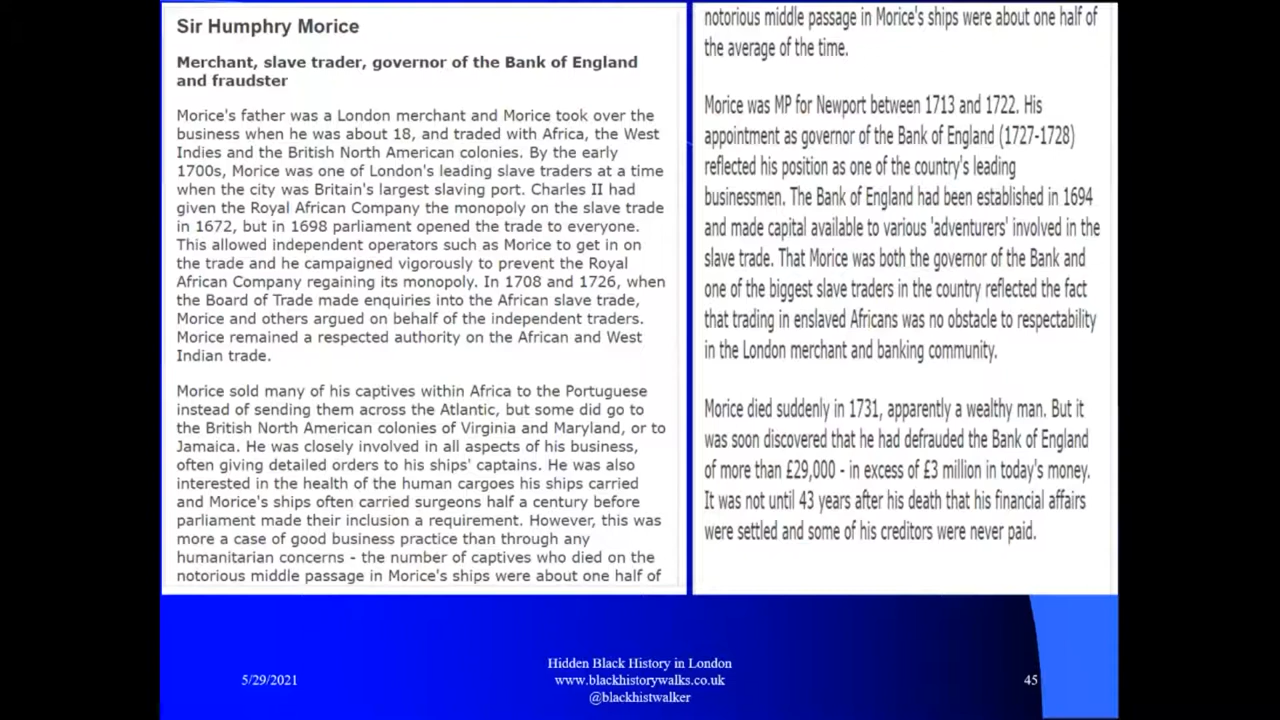 Sir Humphry Morice
Merchant, slave trader, governor of the Bank of England
and fraudster
Morice's father was a London merchant and Morice took over the
business when he was about 18, and traded with Africa, the West
Indies and the British North American colonies. By the early
1700s, Morice was one of London's leading slave traders at a time
when the city was Britain's largest slaving port. Charles II had
given the Royal African Company the monopoly on the slave trade
in 1672, but in 1698 parliament opened the trade to everyone.
This allowed independent operators such as Morice to get in on
the trade and he campaigned vigorously to prevent the Royal
African Company regaining its monopoly. In 1708 and 1726, when
the Board of Trade made enquiries into the African slave trade,
Morice and others argued on behalf of the independent traders.
Morice remained a respected authority on the African and West
Indian trade.
Morice sold many of his captives within Africa to the Portuguese
instead of sending them across the Atlantic, but some did go to
the British North American colonies of Virginia and Maryland, or to
Jamaica. He was closely involved in all aspects of his business,
often giving detailed orders to his ships' captains. He was also
interested in the health of the human cargoes his ships carried
and Morice's ships often carried surgeons half a century before
parliament made their inclusion a requirement. However, this was
more a case of good business practice than through any
humanitarian concerns - the number of captives who died on the
notorious middle passage in Morice's ships were about one half of
notorious middle passage in Morice's ships were about one half of
the average of the time.
Morice was MP for Newport between 1713 and 1722. His
appointment as governor of the Bank of England (1727-1728)
reflected his position as one of the country's leading
businessmen. The Bank of England had been established in 1694
and made capital available to various 'adventurers' involved in the
slave trade. That Morice was both the governor of the Bank and
one of the biggest slave traders in the country reflected the fact
that trading in enslaved Africans was no obstacle to respectability
in the London merchant and banking community.
Morice died suddenly in 1731, apparently a wealthy man. But it
was soon discovered that he had defrauded the Bank of England
of more than £29,000 - in excess of £3 million in today's money.
It was not until 43 years after his death that his financial affairs
were settled and some of his creditors were never paid.
5/29/2021
Hidden Black History in London
www.blackhistorywalks.co.uk
@blackhistwalker
45